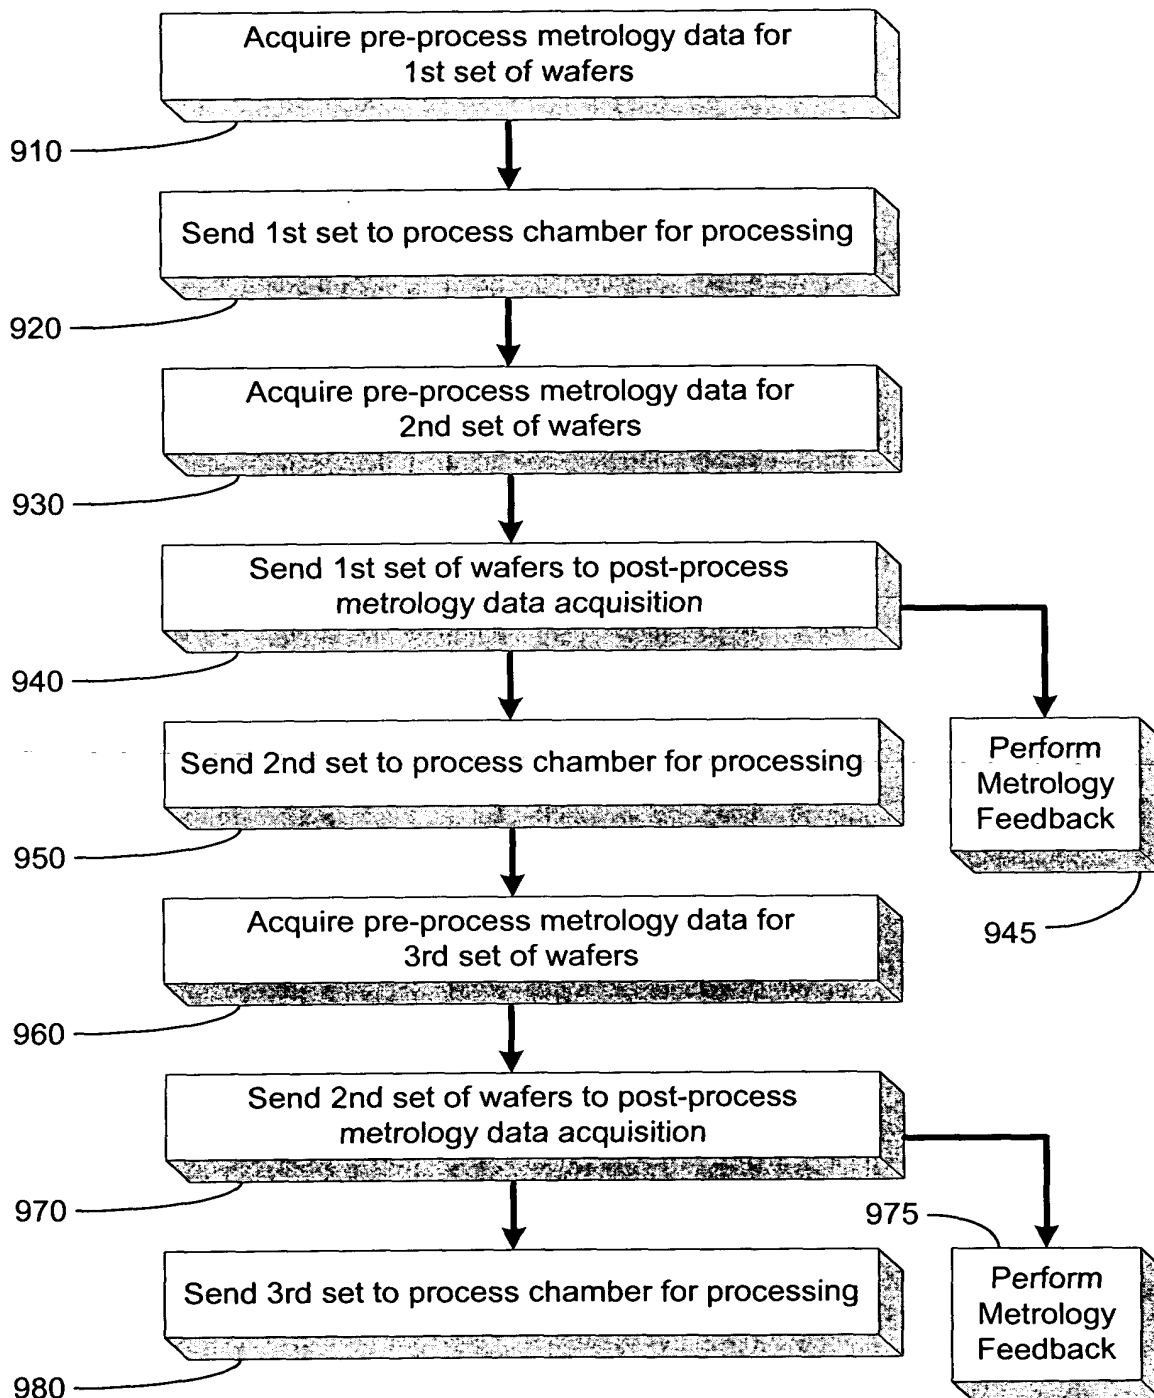 Acquire pre-process metrology data for
1st set of wafers
910
Send 1st set to process chamber for processing
920
Acquire pre-process metrology data for
2nd set of wafers
930
Send 1st set of wafers to post-process
metrology data acquisition
940
Send 2nd set to process chamber for processing
950
Perform
Metrology
Feedback
945
Acquire pre-process metrology data for
3rd set of wafers
960
Send 2nd set of wafers to post-process
metrology data acquisition
970
975
Send 3rd set to process chamber for processing
980
Perform
Metrology
Feedback